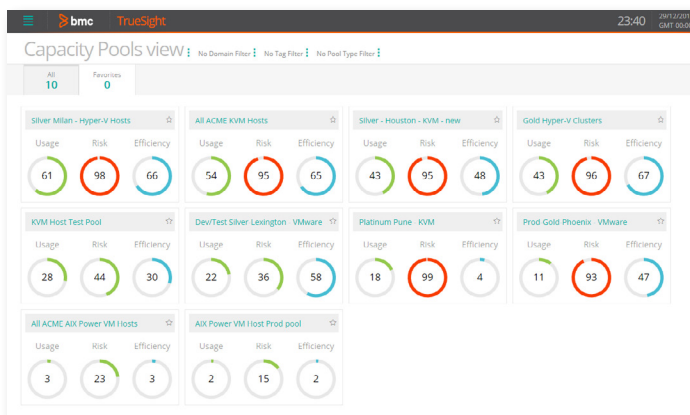 bmc TrueSight 23:40 29/12/201
GMT 00:0
Capacity Pools view No Domain Filter No Tag Filter No Pool Type Filter
All Favorites
10 0
Silver Milan - Hyper-V Hosts
Usage Risk Efficiency
61 98 66
All ACME KVM Hosts
Usage Risk Efficiency
54 95 65
Silver - Houston - KVM - new
Usage Risk Efficiency
43 95 48
Gold Hyper-V Clusters
Usage Risk Efficiency
43 96 67
KVM Host Test Pool
Usage Risk Efficiency
28 44 30
Dev/Test Silver Lexington - VMware
Usage Risk Efficiency
22 36 58
Platinum Pune - KVM
Usage Risk Efficiency
18 99 4
Prod Gold Phoenix - VMware
Usage Risk Efficiency
11 93 47
All ACME AIX Power VM Hosts
Usage Risk Efficiency
3 23 3
AIX Power VM Host Prod pool
Usage Risk Efficiency
2 15 2